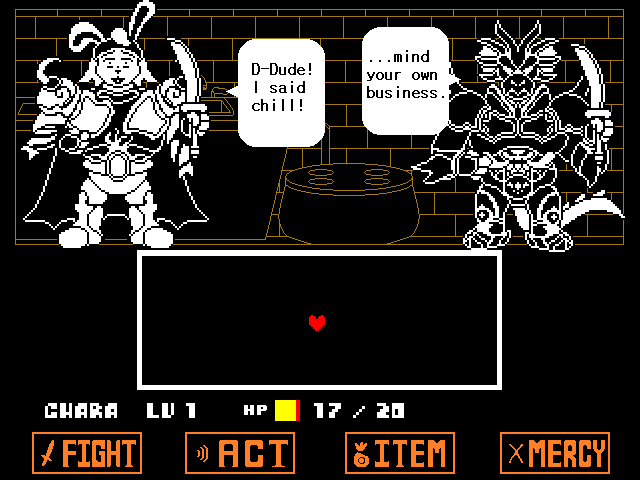 D-Dude!
I said
chill!
...mind
your own
business.
CHARA LV 1 HP 17 / 20
FIGHT ACT ITEM MERCY